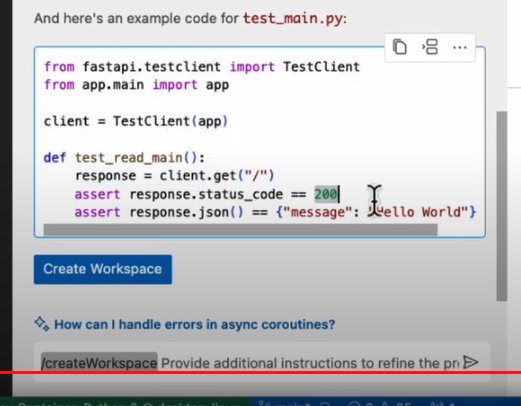 And here's an example code for test_main.py:
from fastapi.testclient import TestClient
from app.main import app
client = TestClient(app)
def test_read_main():
response = client.get("/")
assert response.status_code == 200
assert response.json() == {"message": "Hello World"}
Create Workspace
How can I handle errors in async coroutines?
/createWorkspace Provide additional instructions to refine the pr